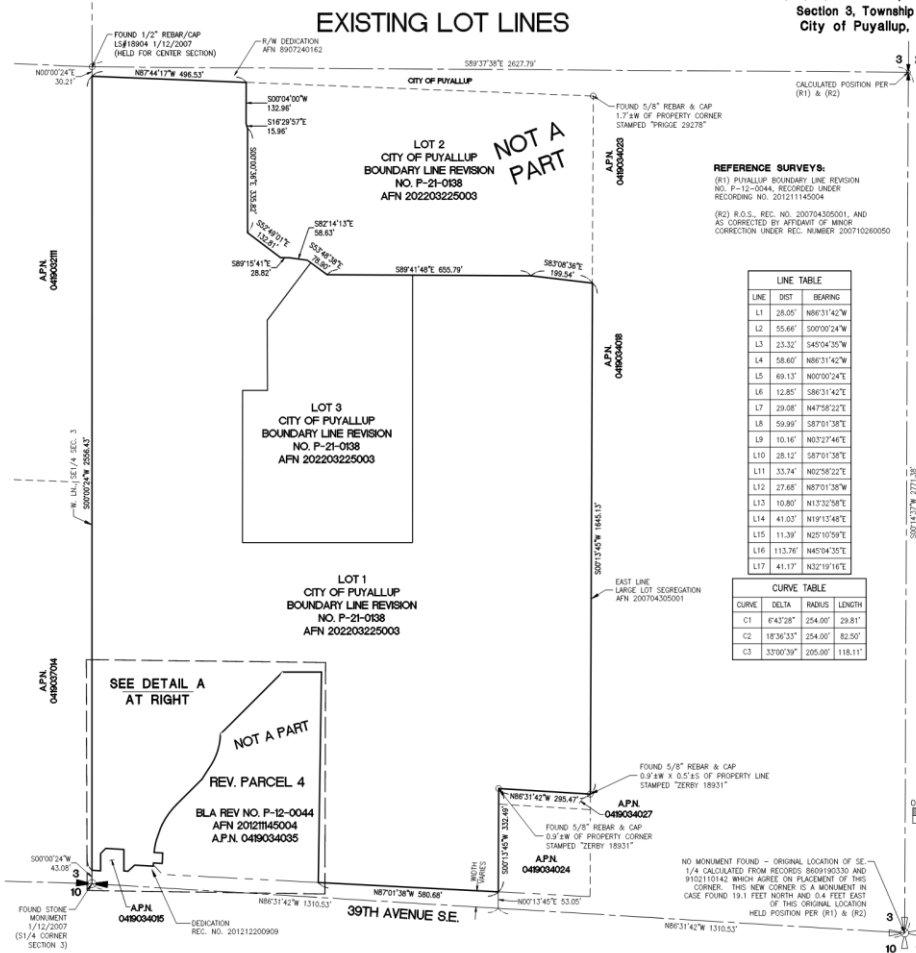 EXISTING LOT LINES
Section 3, Township
City of Puyallup,
FOUND 1/2" REBAR/CAP
LS#18904 1/12/2007
(HELD FOR CENTER SECTION)
R/W DEDICATION
AFN 8907240162
N00°00'24"E
30.21'
N87°44'17"W 496.53'
S89°37'38"E 2627.79'
CITY OF PUYALLUP
3
CALCULATED POSITION PER
(R1) & (R2)
S00°04'00"W
132.96'
S16°29'57"E
15.96'
FOUND 5/8" REBAR & CAP
1.7'±W OF PROPERTY CORNER
STAMPED "PRIGGE 29278"
LOT 2
CITY OF PUYALLUP
BOUNDARY LINE REVISION
NO. P-21-0138
AFN 202203225003
NOT A
PART
A.P.N.
0419034023
S00°00'36"E 335.82'
S52°49'01"E
132.81'
S82°14'13"E
58.63'
S53°48'38"E
78.90'
S89°15'41"E
28.82'
S89°41'48"E 655.79'
S83°08'36"E
199.54'
A.P.N.
0419032111
A.P.N.
0419034018
REFERENCE SURVEYS:
(R1) PUYALLUP BOUNDARY LINE REVISION
NO. P-12-0044, RECORDED UNDER
RECORDING NO. 201211145004
(R2) R.O.S., REC. NO. 200704305001, AND
AS CORRECTED BY AFFIDAVIT OF MINOR
CORRECTION UNDER REC. NUMBER 200710260050
LINE TABLE
LINE DIST BEARING
L1 28.05' N86°31'42"W
L2 55.66' S00°00'24"W
L3 23.32' S45°04'35"W
L4 58.60' N86°31'42"W
L5 69.13' N00°00'24"E
L6 12.85' S86°31'42"E
L7 29.08' N47°58'22"E
L8 59.99' S87°01'38"E
L9 10.16' N03°27'46"E
L10 28.12' S87°01'38"E
L11 33.74' N02°58'22"E
L12 27.68' N87°01'38"W
L13 10.80' N13°32'58"E
L14 41.03' N19°13'48"E
L15 11.39' N25°10'59"E
L16 113.76' N45°04'35"E
L17 41.17' N32°19'16"E
CURVE TABLE
CURVE DELTA RADIUS LENGTH
C1 6°43'28" 254.00' 29.81'
C2 18°36'33" 254.00' 82.50'
C3 33°00'39" 205.00' 118.11'
LOT 3
CITY OF PUYALLUP
BOUNDARY LINE REVISION
NO. P-21-0138
AFN 202203225003
W. LN., SE1/4 SEC. 3
S00°00'24"W 2556.43'
S00°13'45"W 1645.13'
S00°14'37"W 2771.38'
LOT 1
CITY OF PUYALLUP
BOUNDARY LINE REVISION
NO. P-21-0138
AFN 202203225003
EAST LINE
LARGE LOT SEGREGATION
AFN 200704305001
A.P.N.
0419037014
SEE DETAIL A
AT RIGHT
NOT A PART
REV. PARCEL 4
BLA REV NO. P-12-0044
AFN 201211145004
A.P.N. 0419034035
FOUND 5/8" REBAR & CAP
0.9'±W X 0.5'±S OF PROPERTY LINE
STAMPED "ZERBY 18931"
N86°31'42"W 295.47'
A.P.N.
0419034027
FOUND 5/8" REBAR & CAP
0.9'±W OF PROPERTY CORNER
STAMPED "ZERBY 18931"
S00°13'45"W 332.49'
A.P.N.
0419034024
WIDTH
VARIES
S00°00'24"W
43.08'
3
10
N86°31'42"W 1310.53'
N87°01'38"W 580.68'
39TH AVENUE S.E.
N00°13'45"E 53.05'
N86°31'42"W 1310.53'
FOUND STONE
MONUMENT
1/12/2007
(S1/4 CORNER
SECTION 3)
A.P.N.
0419034015
DEDICATION
REC. NO. 201212200909
NO MONUMENT FOUND - ORIGINAL LOCATION OF SE.
1/4 CALCULATED FROM RECORDS 8609190330 AND
9102110142 WHICH AGREE ON PLACEMENT OF THIS
CORNER. THIS NEW CORNER IS A MONUMENT IN
CASE FOUND 19.1 FEET NORTH AND 0.4 FEET EAST
OF THIS ORIGINAL LOCATION
HELD POSITION PER (R1) & (R2)
3
10